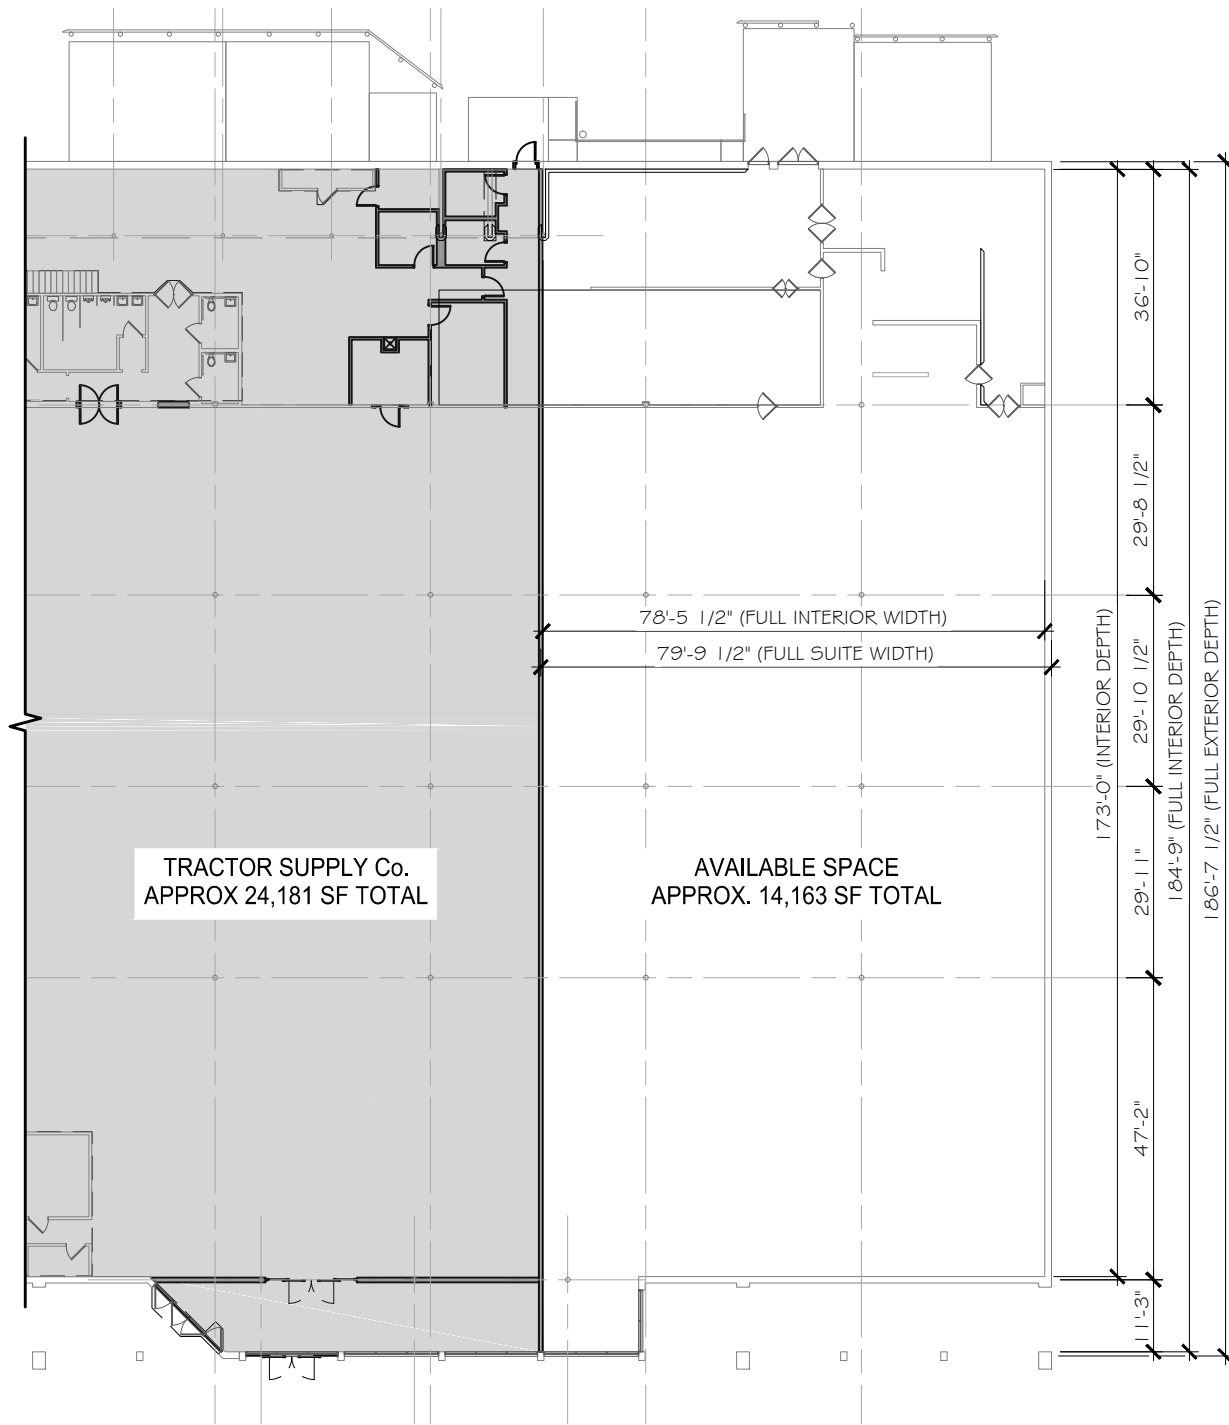 36'-10"
29'-8 1/2"
78'-5 1/2" (FULL INTERIOR WIDTH)
79'-9 1/2" (FULL SUITE WIDTH)
173'-0" (INTERIOR DEPTH)
29'-10 1/2"
184'-9" (FULL INTERIOR DEPTH)
186'-7 1/2" (FULL EXTERIOR DEPTH)
TRACTOR SUPPLY Co.
APPROX 24,181 SF TOTAL
AVAILABLE SPACE
APPROX. 14,163 SF TOTAL
29'-11"
47'-2"
11'-3"